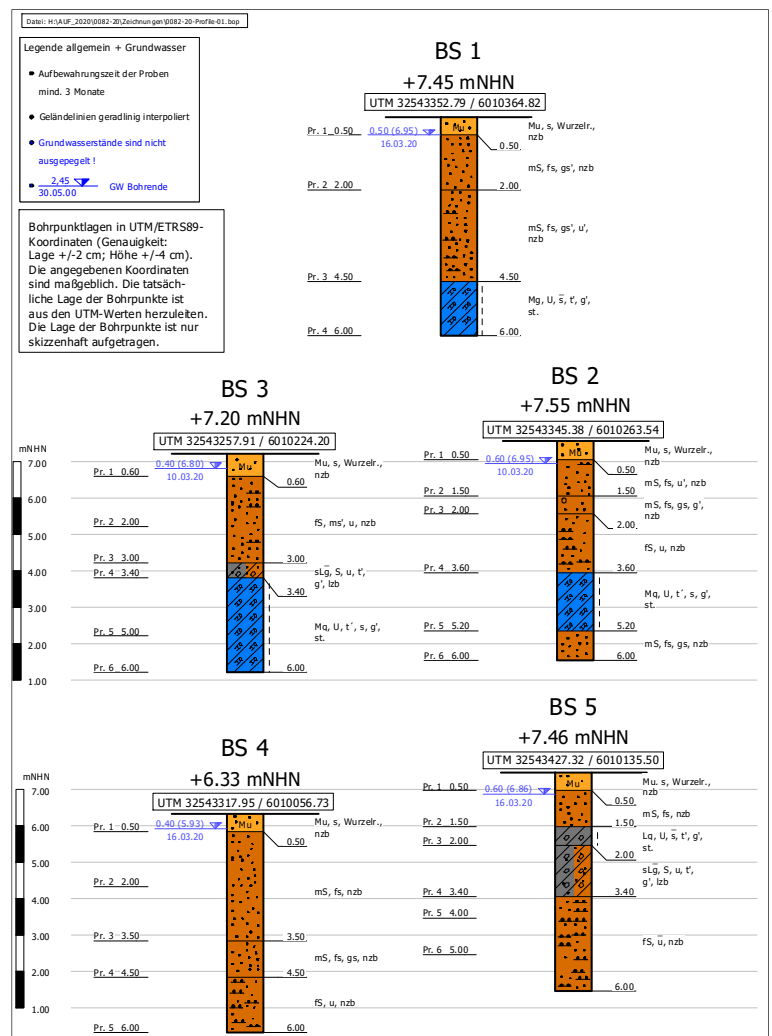 Datei: H:\AUF_2020\0082-20\Zeichnungen\0082-20-Profile-01.bop
Legende allgemein + Grundwasser
Aufbewahrungszeit der Proben
mind. 3 Monate
Geländelinien geradlinig interpoliert
Grundwasserstände sind nicht
ausgepegelt !
2,45
30.05.00
GW Bohrende
Bohrpunktlagen in UTM/ETRS89-
Koordinaten (Genauigkeit:
Lage +/-2 cm; Höhe +/-4 cm).
Die angegebenen Koordinaten
sind maßgeblich. Die tatsäch-
liche Lage der Bohrpunkte ist
aus den UTM-Werten herzuleiten.
Die Lage der Bohrpunkte ist nur
skizzenhaft aufgetragen.
BS 1
+7.45 mNHN
UTM 32543352.79 / 6010364.82
Pr. 1 0.50
0.50 (6.95)
16.03.20
Mu
0.50
Mu, s, Wurzelr.,
nzb
Pr. 2 2.00
2.00
mS, fs, gs', nzb
mS, fs, gs', u',
nzb
Pr. 3 4.50
4.50
Mg, U, s̅, t', g',
st.
Pr. 4 6.00
6.00
BS 3
+7.20 mNHN
UTM 32543257.91 / 6010224.20
mNHN
7.00
6.00
5.00
4.00
3.00
2.00
1.00
Pr. 1 0.60
0.40 (6.80)
10.03.20
Mu
0.60
Mu, s, Wurzelr.,
nzb
Pr. 2 2.00
fS, ms', u, nzb
Pr. 3 3.00
3.00
Pr. 4 3.40
3.40
sLg̅, S, u, t',
g', lzb
Mg, U, t´, s, g',
st.
Pr. 5 5.00
Pr. 6 6.00
6.00
BS 2
+7.55 mNHN
UTM 32543345.38 / 6010263.54
Pr. 1 0.50
0.60 (6.95)
10.03.20
Mu
0.50
Mu, s, Wurzelr.,
nzb
Pr. 2 1.50
1.50
mS, fs, u', nzb
Pr. 3 2.00
2.00
mS, fs, gs, g',
nzb
fS, u, nzb
Pr. 4 3.60
3.60
Mg, U, t´, s, g',
st.
Pr. 5 5.20
5.20
mS, fs, gs, nzb
Pr. 6 6.00
6.00
BS 4
+6.33 mNHN
UTM 32543317.95 / 6010056.73
mNHN
7.00
6.00
5.00
4.00
3.00
2.00
1.00
Pr. 1 0.50
0.40 (5.93)
16.03.20
Mu
0.50
Mu, s, Wurzelr.,
nzb
Pr. 2 2.00
mS, fs, nzb
Pr. 3 3.50
3.50
mS, fs, gs, nzb
Pr. 4 4.50
4.50
fS, u, nzb
Pr. 5 6.00
6.00
BS 5
+7.46 mNHN
UTM 32543427.32 / 6010135.50
Pr. 1 0.50
0.60 (6.86)
16.03.20
Mu
0.50
Mu, s, Wurzelr.,
nzb
mS, fs, nzb
Pr. 2 1.50
1.50
Lg, U, s̅, t', g',
st.
Pr. 3 2.00
2.00
sLg̅, S, u, t',
g', lzb
Pr. 4 3.40
3.40
Pr. 5 4.00
fS, u̅, nzb
Pr. 6 5.00
6.00